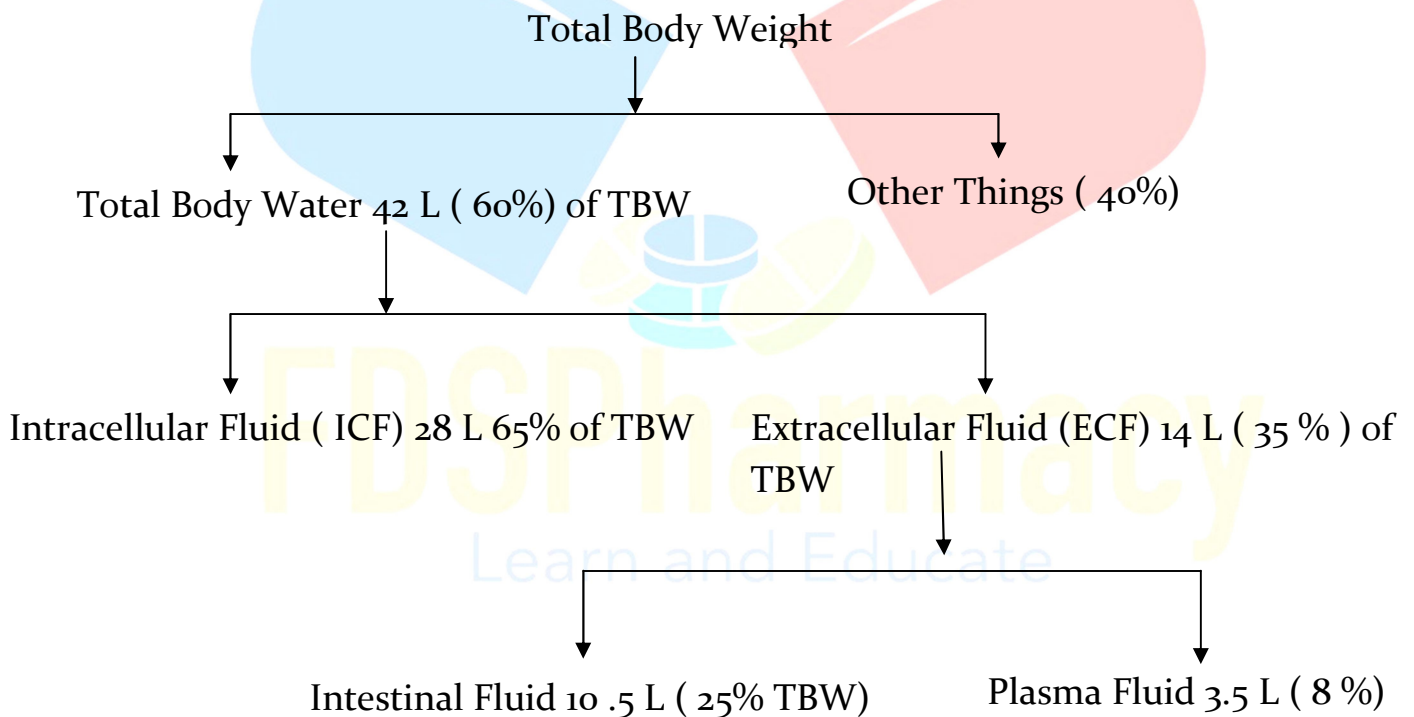 Total Body Weight
Total Body Water 42 L ( 60%) of TBW
Other Things ( 40%)
Intracellular Fluid ( ICF) 28 L 65% of TBW
Extracellular Fluid (ECF) 14 L ( 35 % ) of
TBW
FDSPharmacy
Learn and Educate
Intestinal Fluid 10 .5 L ( 25% TBW)
Plasma Fluid 3.5 L ( 8 %)